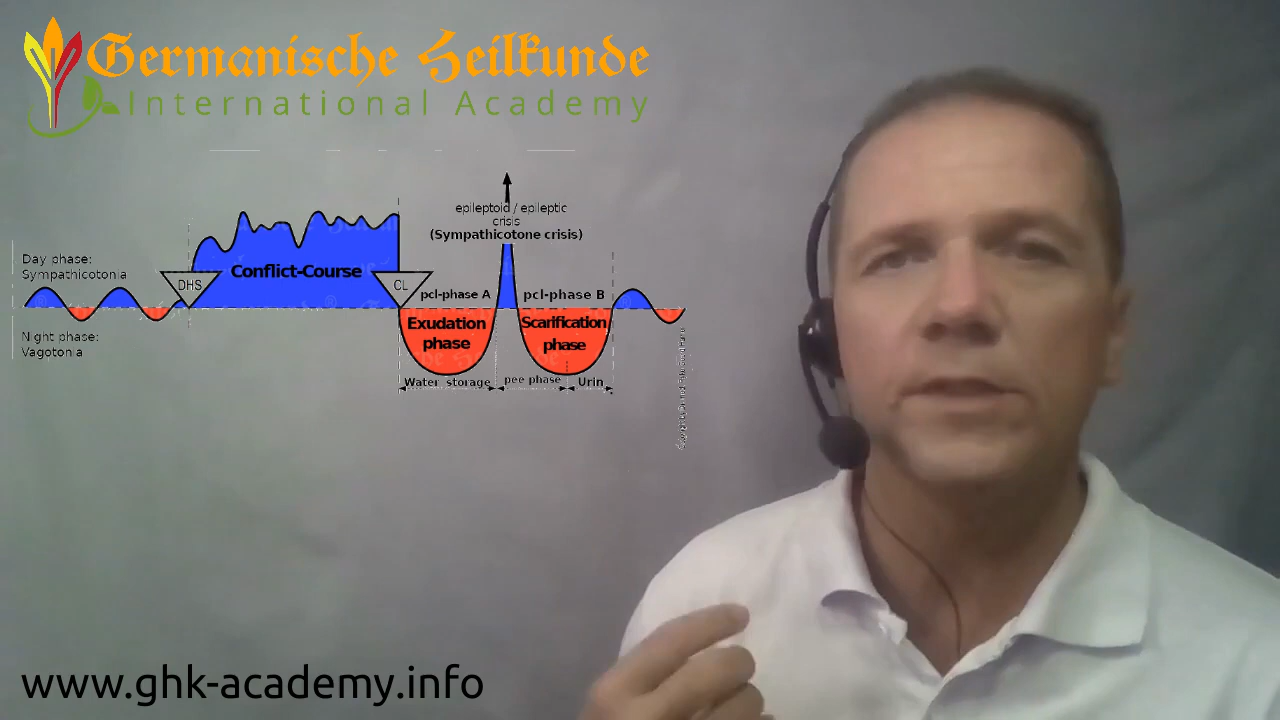 Germanische Heilkunde
International Academy
epileptoid / epileptic
crisis
(Sympathicotone crisis)
Day phase:
Sympathicotonia
Conflict-Course
DHS
CL
pcl-phase A
pcl-phase B
Exudation
phase
Scarification
phase
Night phase:
Vagotonia
Water storage
pee phase
Urin
www.ghk-academy.info